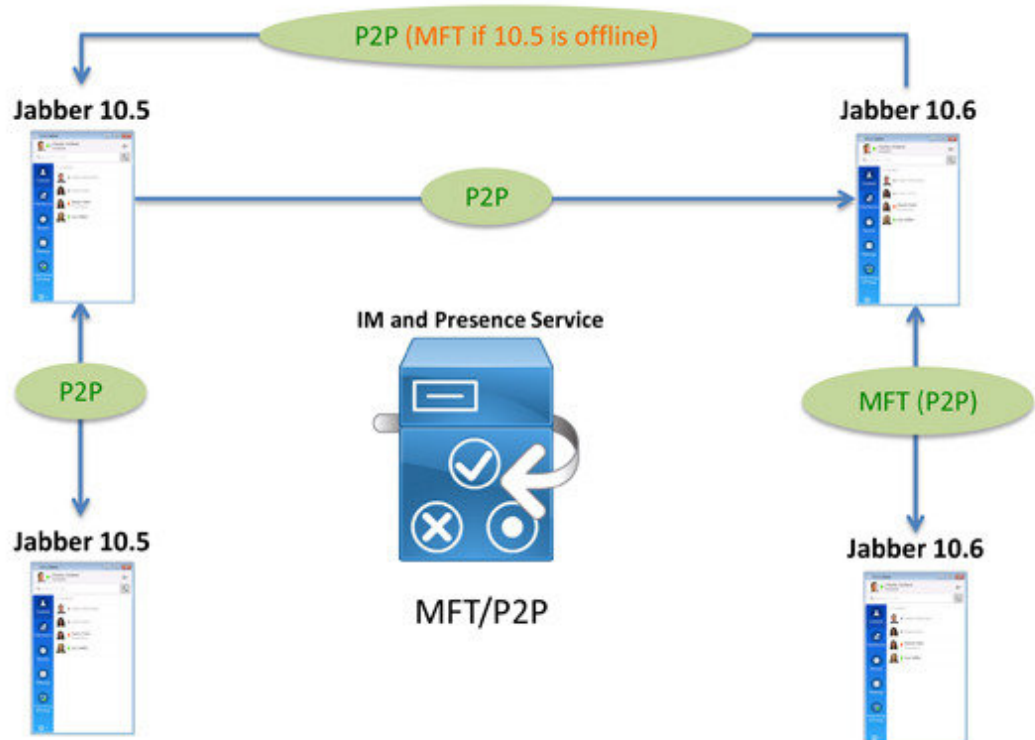 P2P (MFT if 10.5 is offline)
Jabber 10.5
Jabber 10.6
P2P
IM and Presence Service
P2P
MFT (P2P)
Jabber 10.5
Jabber 10.6
MFT/P2P